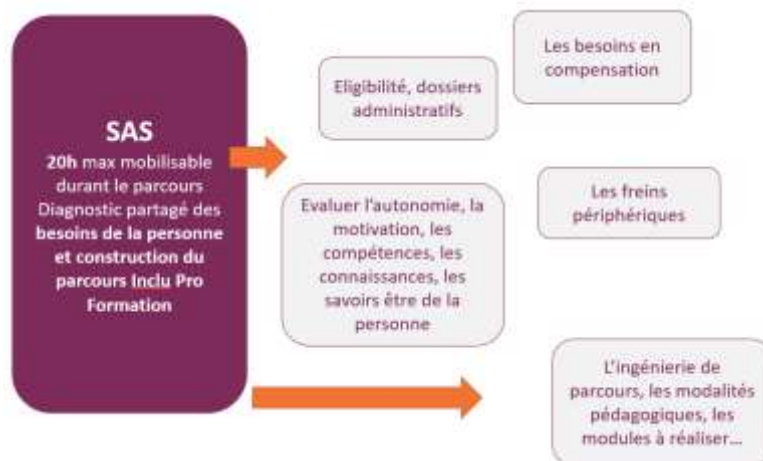 SAS
20h max mobilisable
durant le parcours
Diagnostic partagé des
besoins de la personne
et construction du
parcours Inclu Pro
Formation
Eligibilité, dossiers
administratifs
Les besoins en
compensation
Evaluer l'autonomie, la
motivation, les
compétences, les
connaissances, les
savoirs être de la
personne
Les freins
périphériques
L'ingénierie de
parcours, les modalités
pédagogiques, les
modules à réaliser...